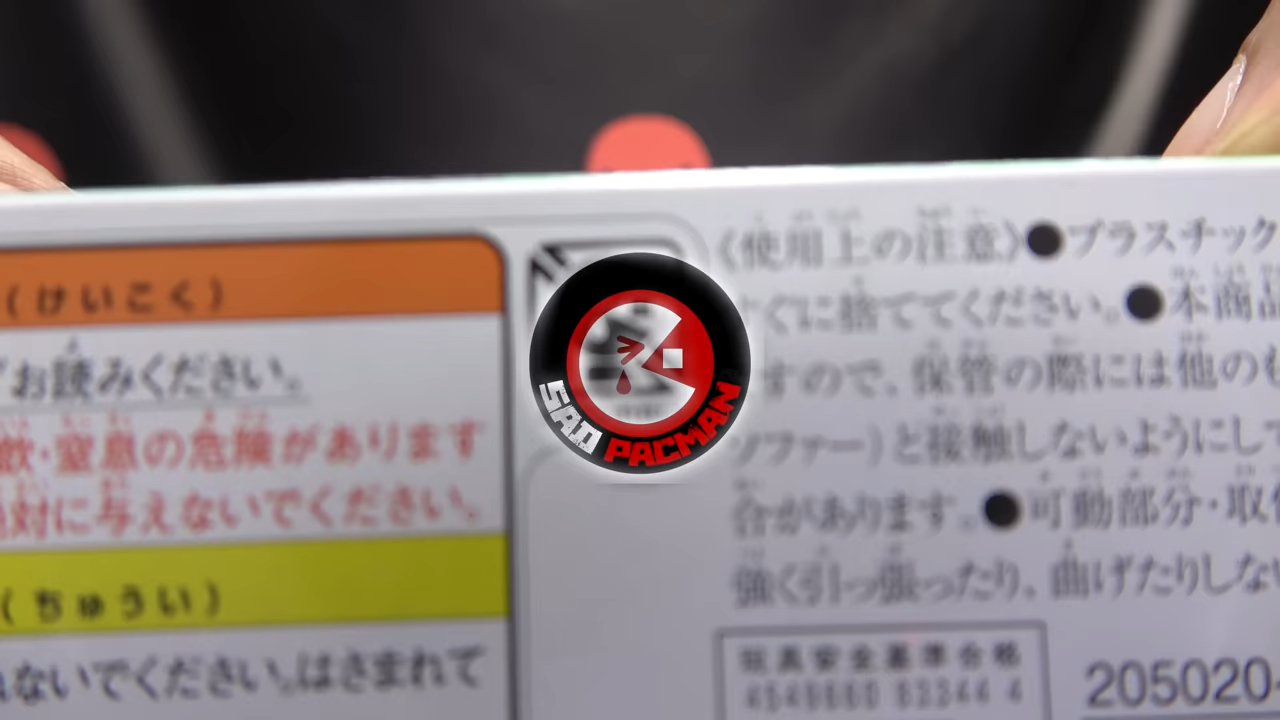 (けいこく)
お読みください。
飲・窒息の危険があります
対に与えないでください。
(ちゅうい)
ないでください。はさまれて
SAD PACMAN
《使用上の注意》●プラスチック
すぐに捨ててください。●本商品
すので、保管の際には他のも
ソファー)と接触しないようにして
合があります。●可動部分・取付
強く引っ張ったり、曲げたりしない
玩具安全基準合格
205020